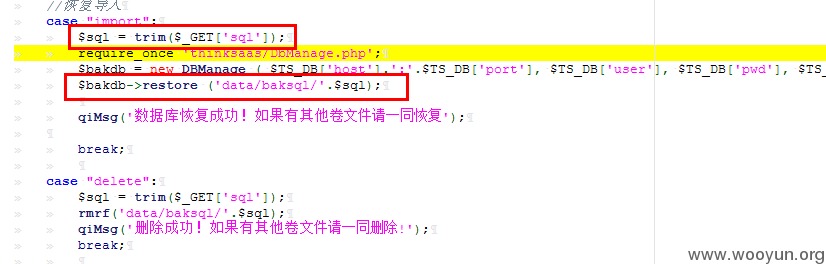 //恢复导入
case "import":
$sql = trim($_GET['sql']);
require_once 'thinksaas/DbManage.php';
$bakdb = new DBManage ( $TS_DB['host'].':'.$TS_DB['port'], $TS_DB['user'], $TS_DB['pwd'], $TS_
$bakdb->restore ('data/baksql/'.$sql);
qiMsg('数据库恢复成功！如果有其他卷文件请一同恢复');
break;
case "delete":
$sql = trim($_GET['sql']);
rmrf('data/baksql/'.$sql);
qiMsg('删除成功！如果有其他卷文件请一同删除!');
break;
www.wooyun.org